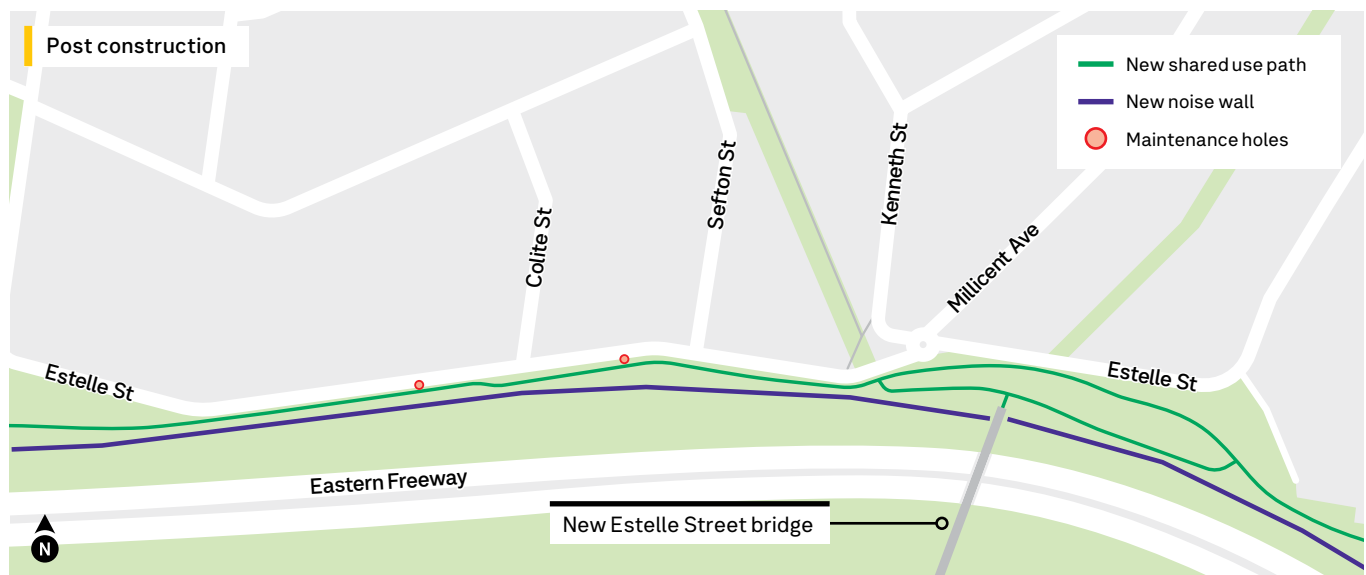 Post construction
New shared use path
New noise wall
Maintenance holes
Sefton St
Kenneth St
Colite St
Millicent Ave
Estelle St
Estelle St
Eastern Freeway
New Estelle Street bridge
N